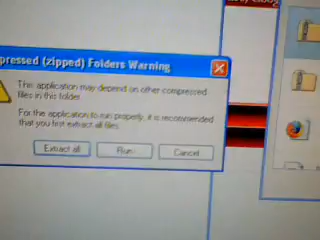 pressed (zipped) Folders Warning
This application may depend on other compressed
files in this folder.
For the application to run properly, it is recommended
that you first extract all files.
Extract all
Run
Cancel